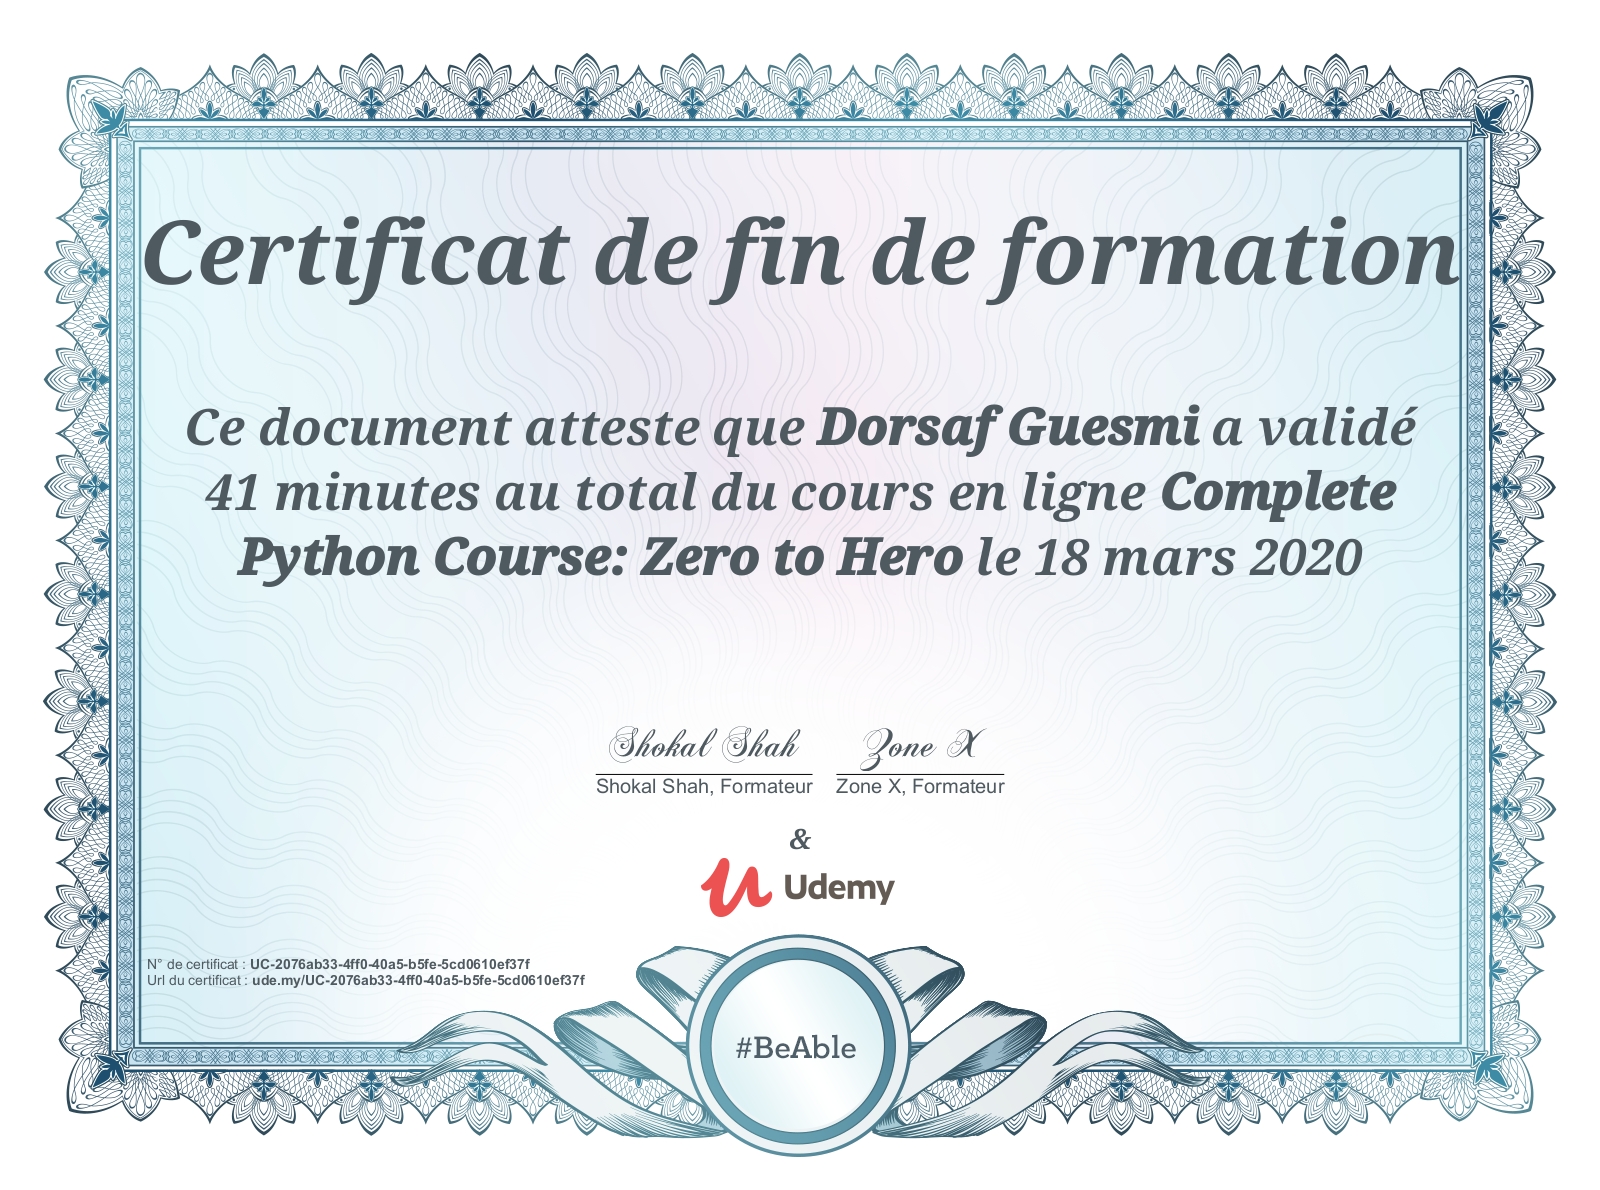 Certificat de fin de formation
Ce document atteste que Dorsaf Guesmi a validé
41 minutes au total du cours en ligne Complete
Python Course: Zero to Hero le 18 mars 2020
Shokal Shah Zone X
Shokal Shah, Formateur Zone X, Formateur
&
Udemy
N° de certificat : UC-2076ab33-4ff0-40a5-b5fe-5cd0610ef37f
Url du certificat : ude.my/UC-2076ab33-4ff0-40a5-b5fe-5cd0610ef37f
#BeAble